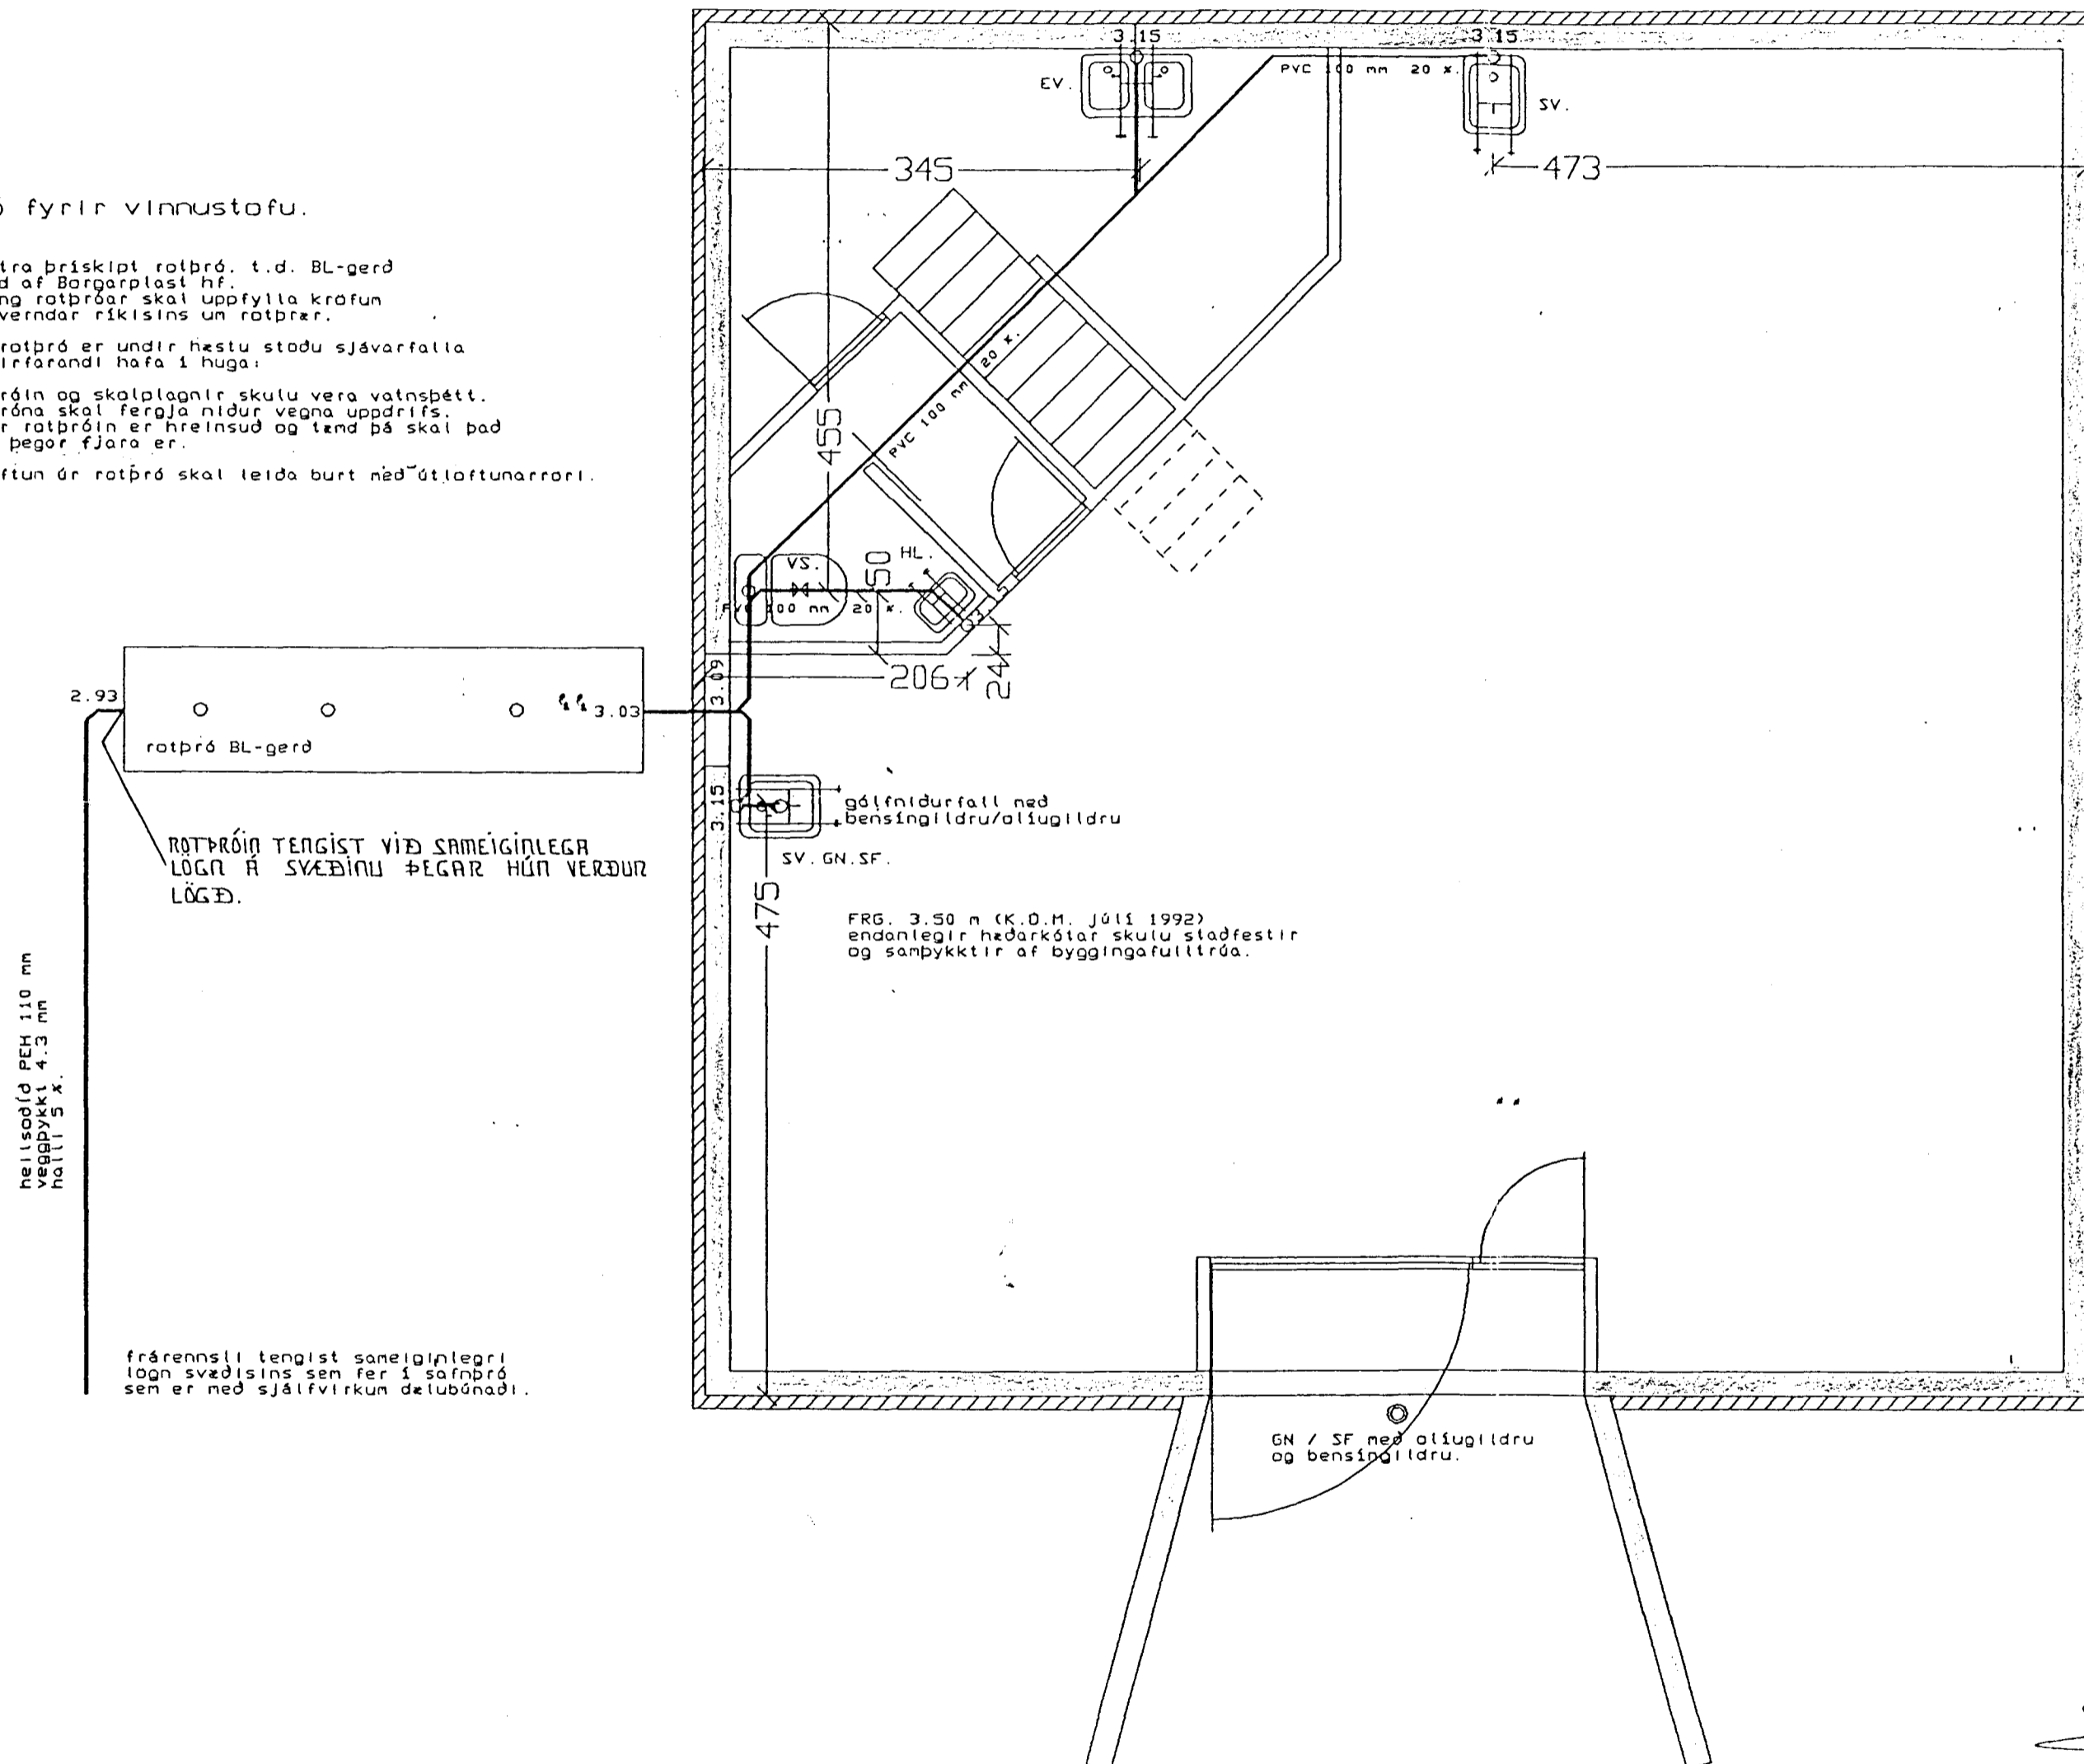 fyrir vinnustofu.
tra þrískipt rotþró. t.d. BL-gerð
d af Borgarplast hf.
ng rotþróar skal uppfylla kröfum
verndar ríkisins um rotþrær.
rotþró er undir hæstu stöðu sjávarfalla
irfarandi hafa í huga:
róin og skolplagnir skulu vera vatnsþétt.
róna skal fergja niður vegna uppdrifs.
r rotþróin er hreinsuð og tæmd þá skal það
þegar fjara er.
ftun úr rotþró skal leiða burt með útloftunarröri.
3.15
3.15
EV.
PVC 100 mm 20 ‰.
SV.
345
473
455
PVC 100 mm 20 ‰.
VS.
50
HL.
PVC 100 mm 20 ‰.
206
24
3.09
2.93
3.03
rotþró BL-gerð
3.15
gólfniðurfall með
bensíngildru/olíugildru
SV. GN. SF.
ROTÞRÓIN TENGIST VIÐ SAMEIGINLEGA
LÖGN Á SVÆÐINU ÞEGAR HÚN VERÐUR
LÖGÐ.
475
FRG. 3.50 m (K.Ó.M. júlí 1992)
endanlegir hæðarkótar skulu staðfestir
og samþykktir af byggingafulltrúa.
heilsoðið PEH 110 mm
veggþykkt 4.3 mm
halli 5 ‰.
frárennsli tengist sameiginlegri
lögn svæðisins sem fer í safnþró
sem er með sjálfvirkum dælubúnaði.
GN / SF með olíugildru
og bensíngildru.